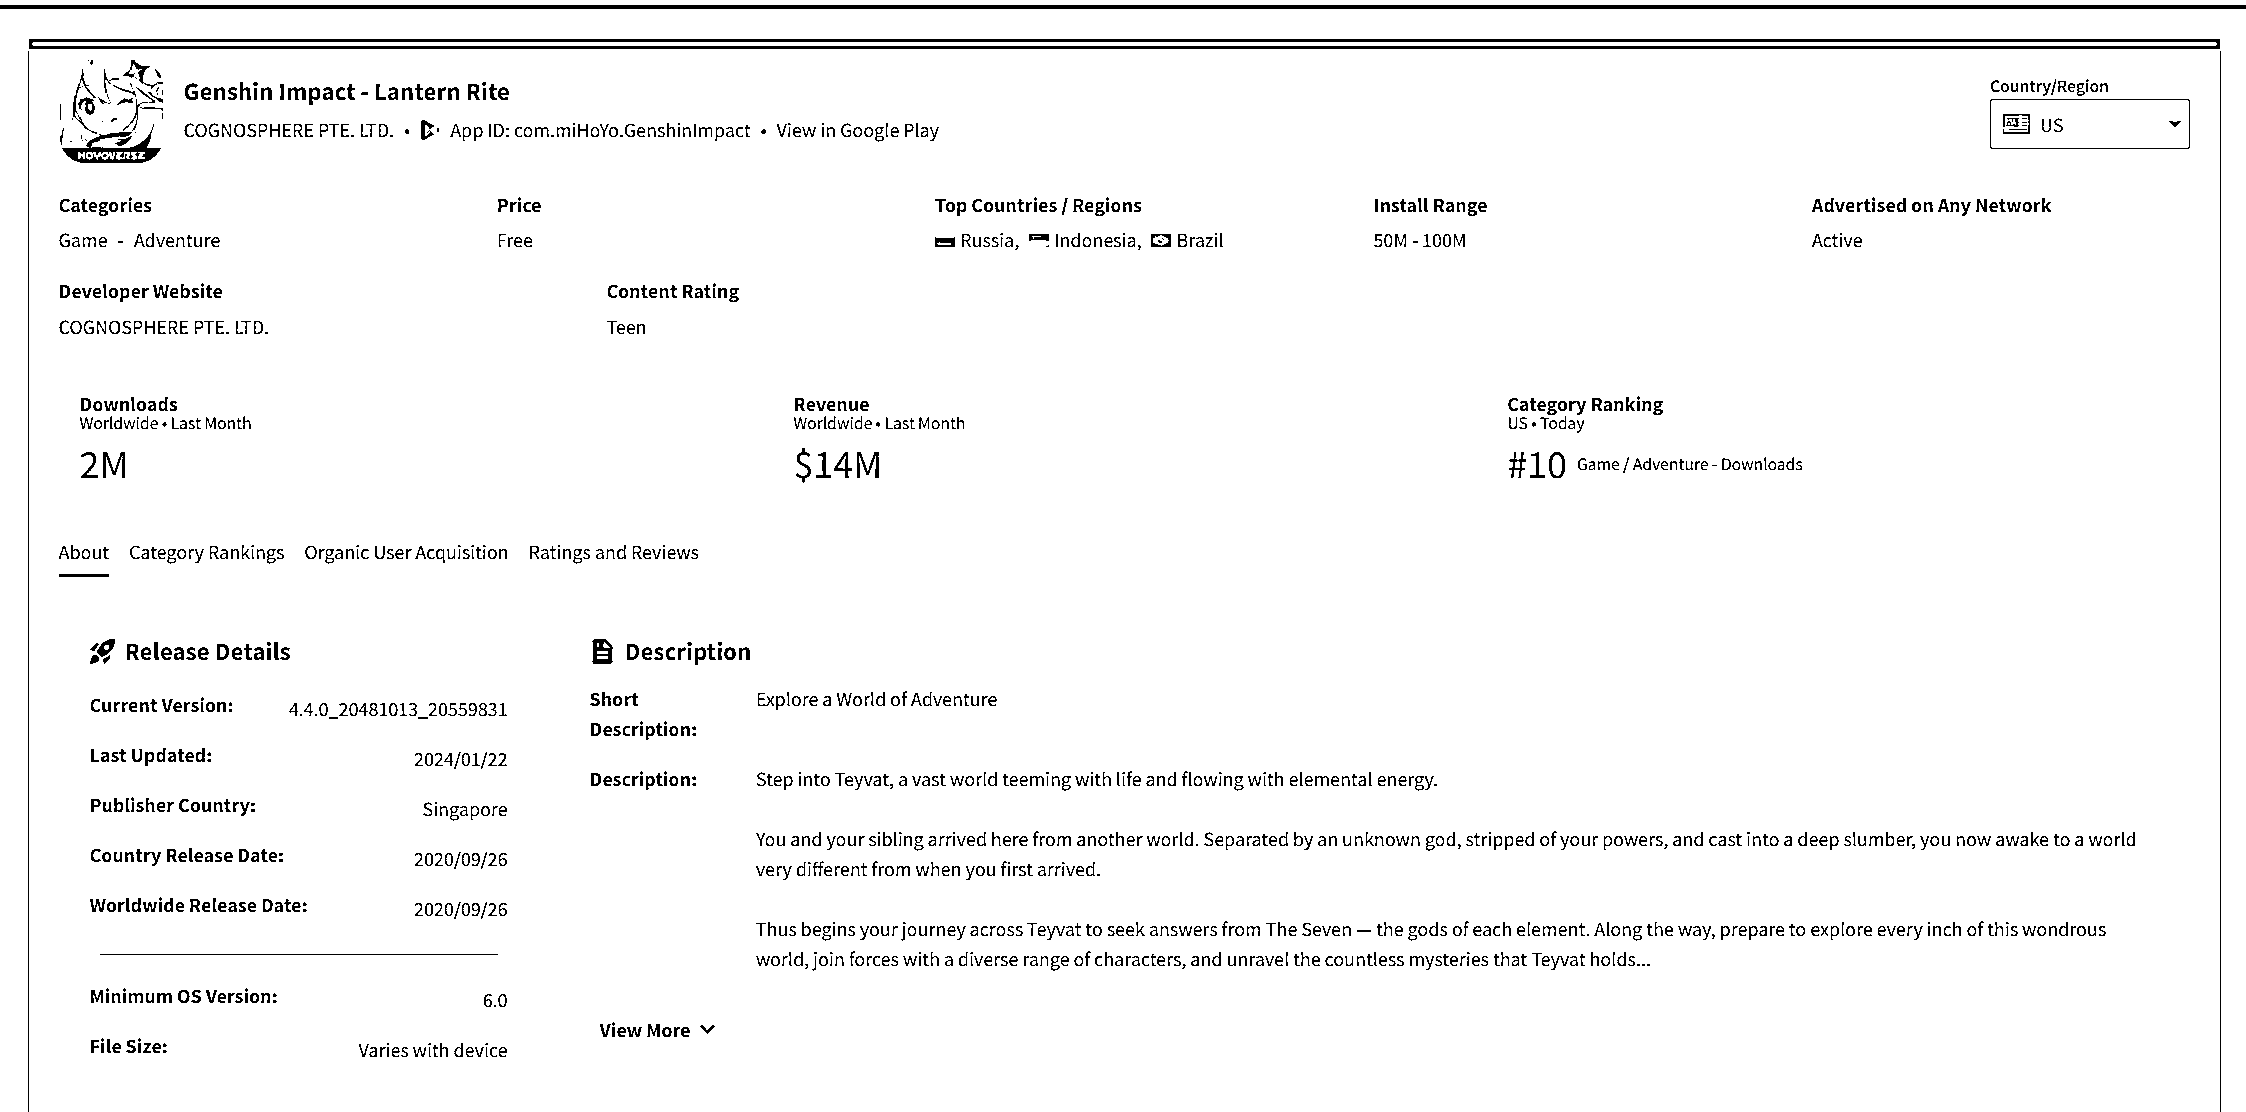 Genshin Impact - Lantern Rite
COGNOSPHERE PTE. LTD. • App ID: com.miHoYo.GenshinImpact • View in Google Play
HOYOVERSE
Country/Region
US
Categories
Game - Adventure
Price
Free
Top Countries / Regions
Russia, Indonesia, Brazil
Install Range
50M - 100M
Advertised on Any Network
Active
Developer Website
COGNOSPHERE PTE. LTD.
Content Rating
Teen
Downloads
Worldwide • Last Month
2M
Revenue
Worldwide • Last Month
$14M
Category Ranking
US • Today
#10 Game / Adventure - Downloads
About Category Rankings Organic User Acquisition Ratings and Reviews
Release Details
Current Version: 4.4.0_20481013_20559831
Last Updated: 2024/01/22
Publisher Country: Singapore
Country Release Date: 2020/09/26
Worldwide Release Date: 2020/09/26
Minimum OS Version: 6.0
File Size: Varies with device
Description
Short Explore a World of Adventure
Description:
Description: Step into Teyvat, a vast world teeming with life and flowing with elemental energy.
You and your sibling arrived here from another world. Separated by an unknown god, stripped of your powers, and cast into a deep slumber, you now awake to a world
very different from when you first arrived.
Thus begins your journey across Teyvat to seek answers from The Seven — the gods of each element. Along the way, prepare to explore every inch of this wondrous
world, join forces with a diverse range of characters, and unravel the countless mysteries that Teyvat holds...
View More